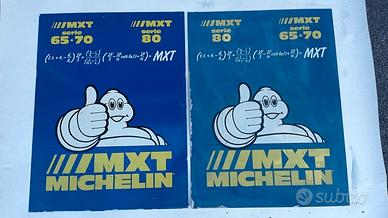 ////MXT
serie
65·70
////MXT
serie
80
= MXT
////MXT
MICHELIN
////MXT
serie
80
////MXT
serie
65·70
= MXT
////MXT
MICHELIN
subito